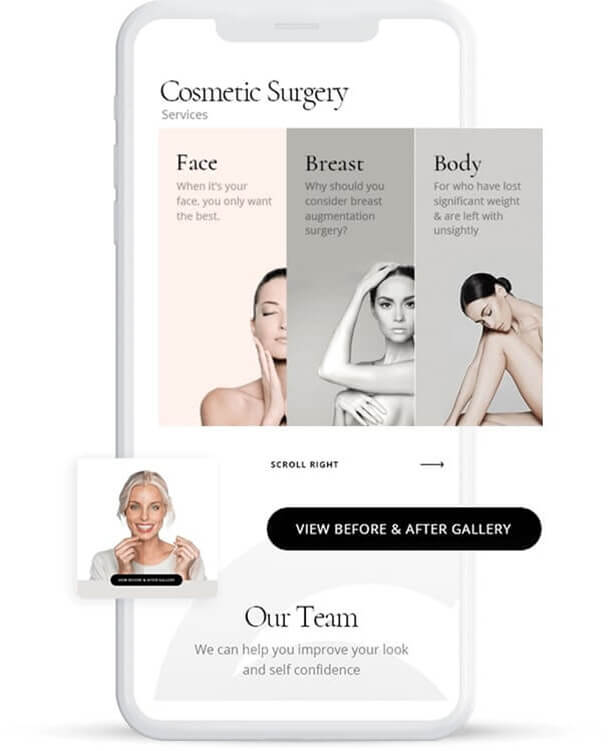 Cosmetic Surgery
Services
Face
When it's your
face, you only want
the best.
Breast
Why should you
consider breast
augmentation
surgery?
Body
For who have lost
significant weight
& are left with
unsightly
SCROLL RIGHT
VIEW BEFORE & AFTER GALLERY
VIEW BEFORE & AFTER GALLERY
Our Team
We can help you improve your look
and self confidence